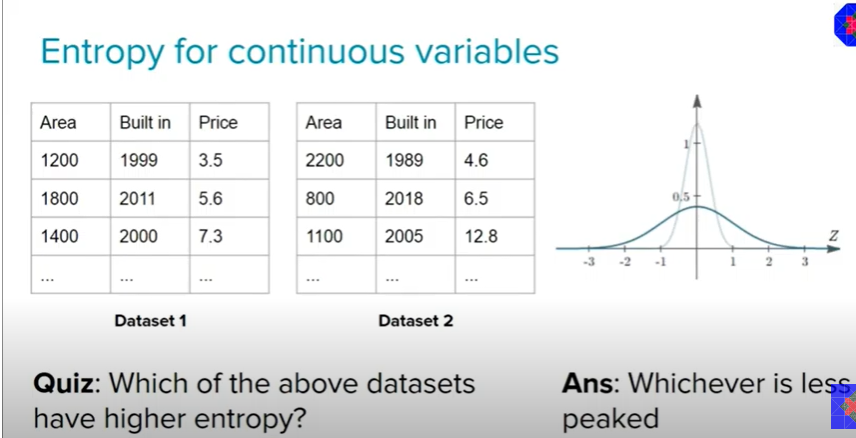 Entropy for continuous variables
Area Built in Price
1200 1999 3.5
1800 2011 5.6
1400 2000 7.3
... ... ...
Dataset 1
Area Built in Price
2200 1989 4.6
800 2018 6.5
1100 2005 12.8
... ... ...
Dataset 2
1
0.5
Z
-3 -2 -1 1 2 3
Quiz: Which of the above datasets
have higher entropy?
Ans: Whichever is less
peaked